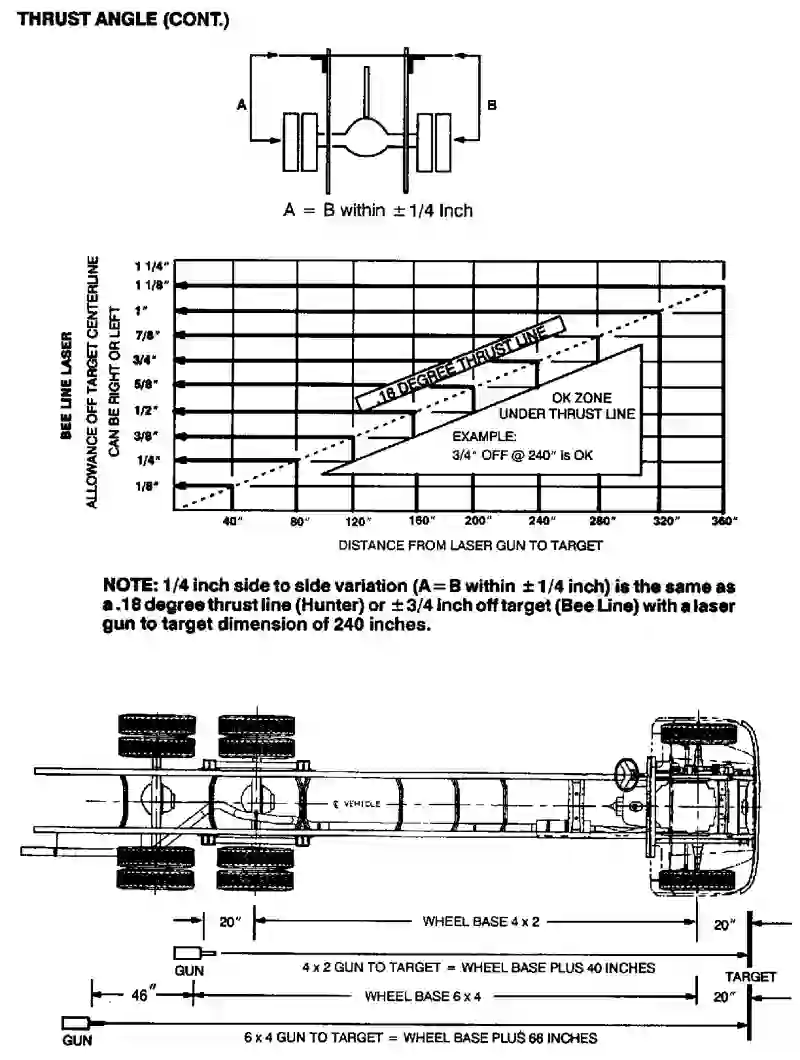 THRUST ANGLE (CONT.)
A
B
A = B within ± 1/4 Inch
BEE LINE LASER
ALLOWANCE OFF TARGET CENTERLINE
CAN BE RIGHT OR LEFT
1 1/4"
1 1/8"
1"
7/8"
3/4"
5/8"
1/2"
3/8"
1/4"
1/8"
.18 DEGREE THRUST LINE
OK ZONE
UNDER THRUST LINE
EXAMPLE:
3/4" OFF @ 240" is OK
40" 80" 120" 160" 200" 240" 280" 320" 360"
DISTANCE FROM LASER GUN TO TARGET
NOTE: 1/4 inch side to side variation (A=B within ±1/4 inch) is the same as
a .18 degree thrust line (Hunter) or ±3/4 inch off target (Bee Line) with a laser
gun to target dimension of 240 inches.
℄ VEHICLE
20" WHEEL BASE 4 x 2 20"
GUN 4 x 2 GUN TO TARGET = WHEEL BASE PLUS 40 INCHES
TARGET
46" WHEEL BASE 6 x 4 20"
GUN 6 x 4 GUN TO TARGET = WHEEL BASE PLUS 66 INCHES